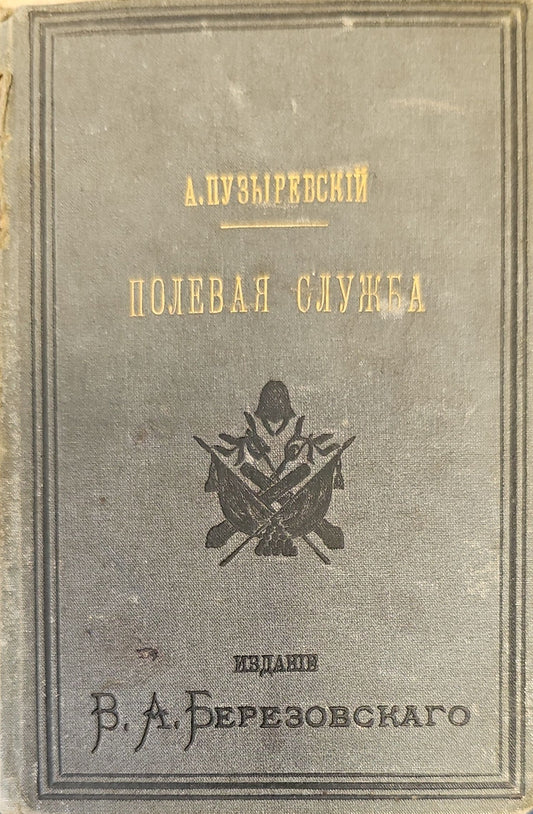 А. ПУЗЫРЕВСКІЙ
ПОЛЕВАЯ СЛУЖБА
ИЗДАНІЕ
В. А. БЕРЕЗОВСКАГО